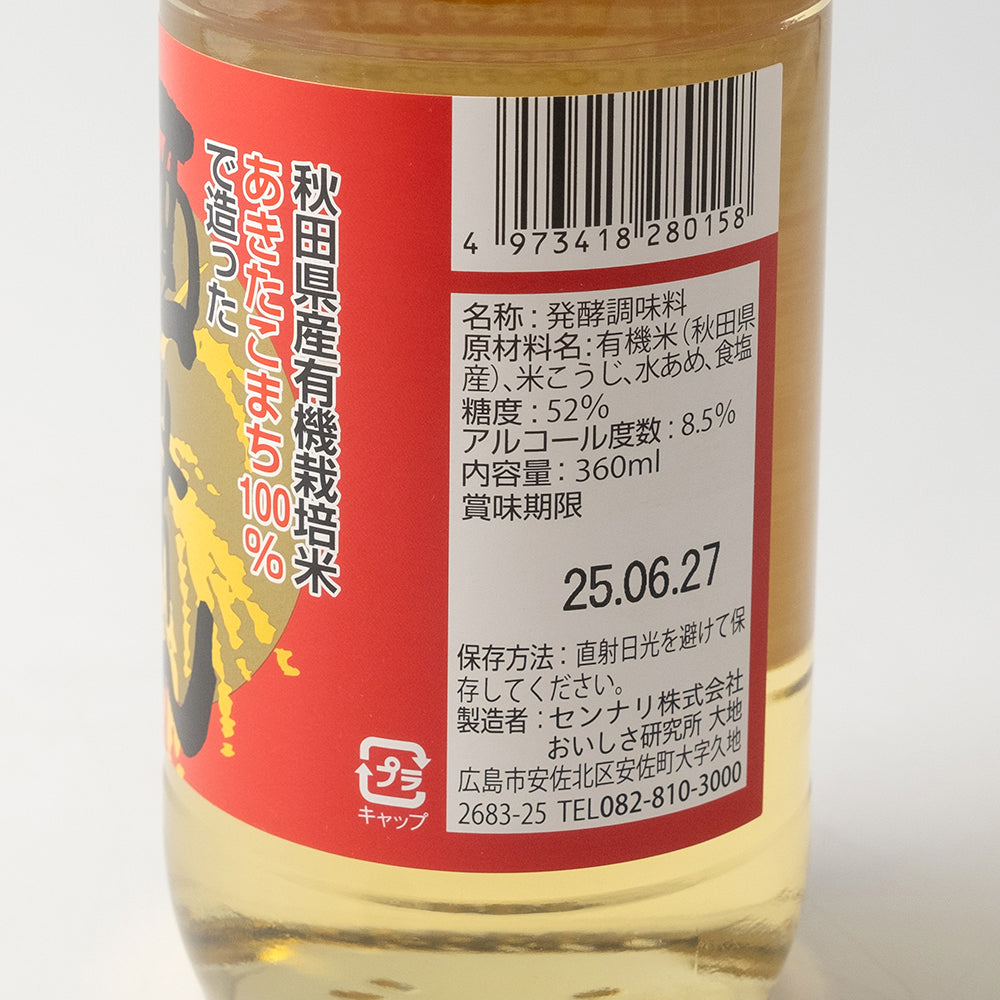 秋田県産有機栽培米
あきたこまち100%
で造った
4 973418 280158
名称：発酵調味料
原材料名：有機米（秋田県
産）、米こうじ、水あめ、食塩
糖度：52%
アルコール度数：8.5%
内容量：360ml
賞味期限
25.06.27
保存方法：直射日光を避けて保
存してください。
製造者：センナリ株式会社
おいしさ研究所 大地
広島市安佐北区安佐町大字久地
2683-25 TEL082-810-3000
プラ
キャップ